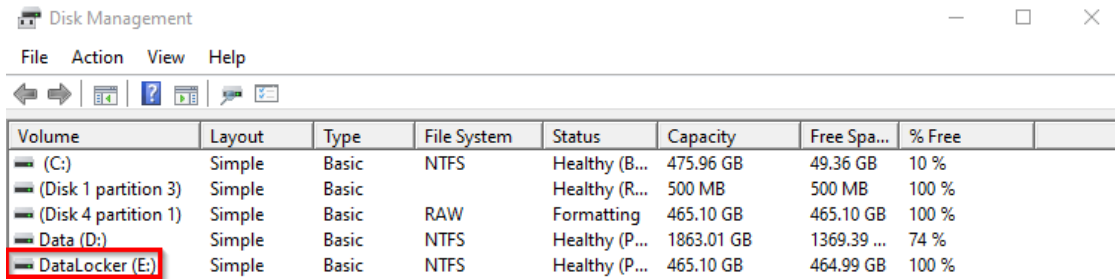 Disk Management
File Action View Help
Volume Layout Type File System Status Capacity Free Spa... % Free
(C:) Simple Basic NTFS Healthy (B... 475.96 GB 49.36 GB 10 %
(Disk 1 partition 3) Simple Basic Healthy (R... 500 MB 500 MB 100 %
(Disk 4 partition 1) Simple Basic RAW Formatting 465.10 GB 465.10 GB 100 %
Data (D:) Simple Basic NTFS Healthy (P... 1863.01 GB 1369.39 ... 74 %
DataLocker (E:) Simple Basic NTFS Healthy (P... 465.10 GB 464.99 GB 100 %